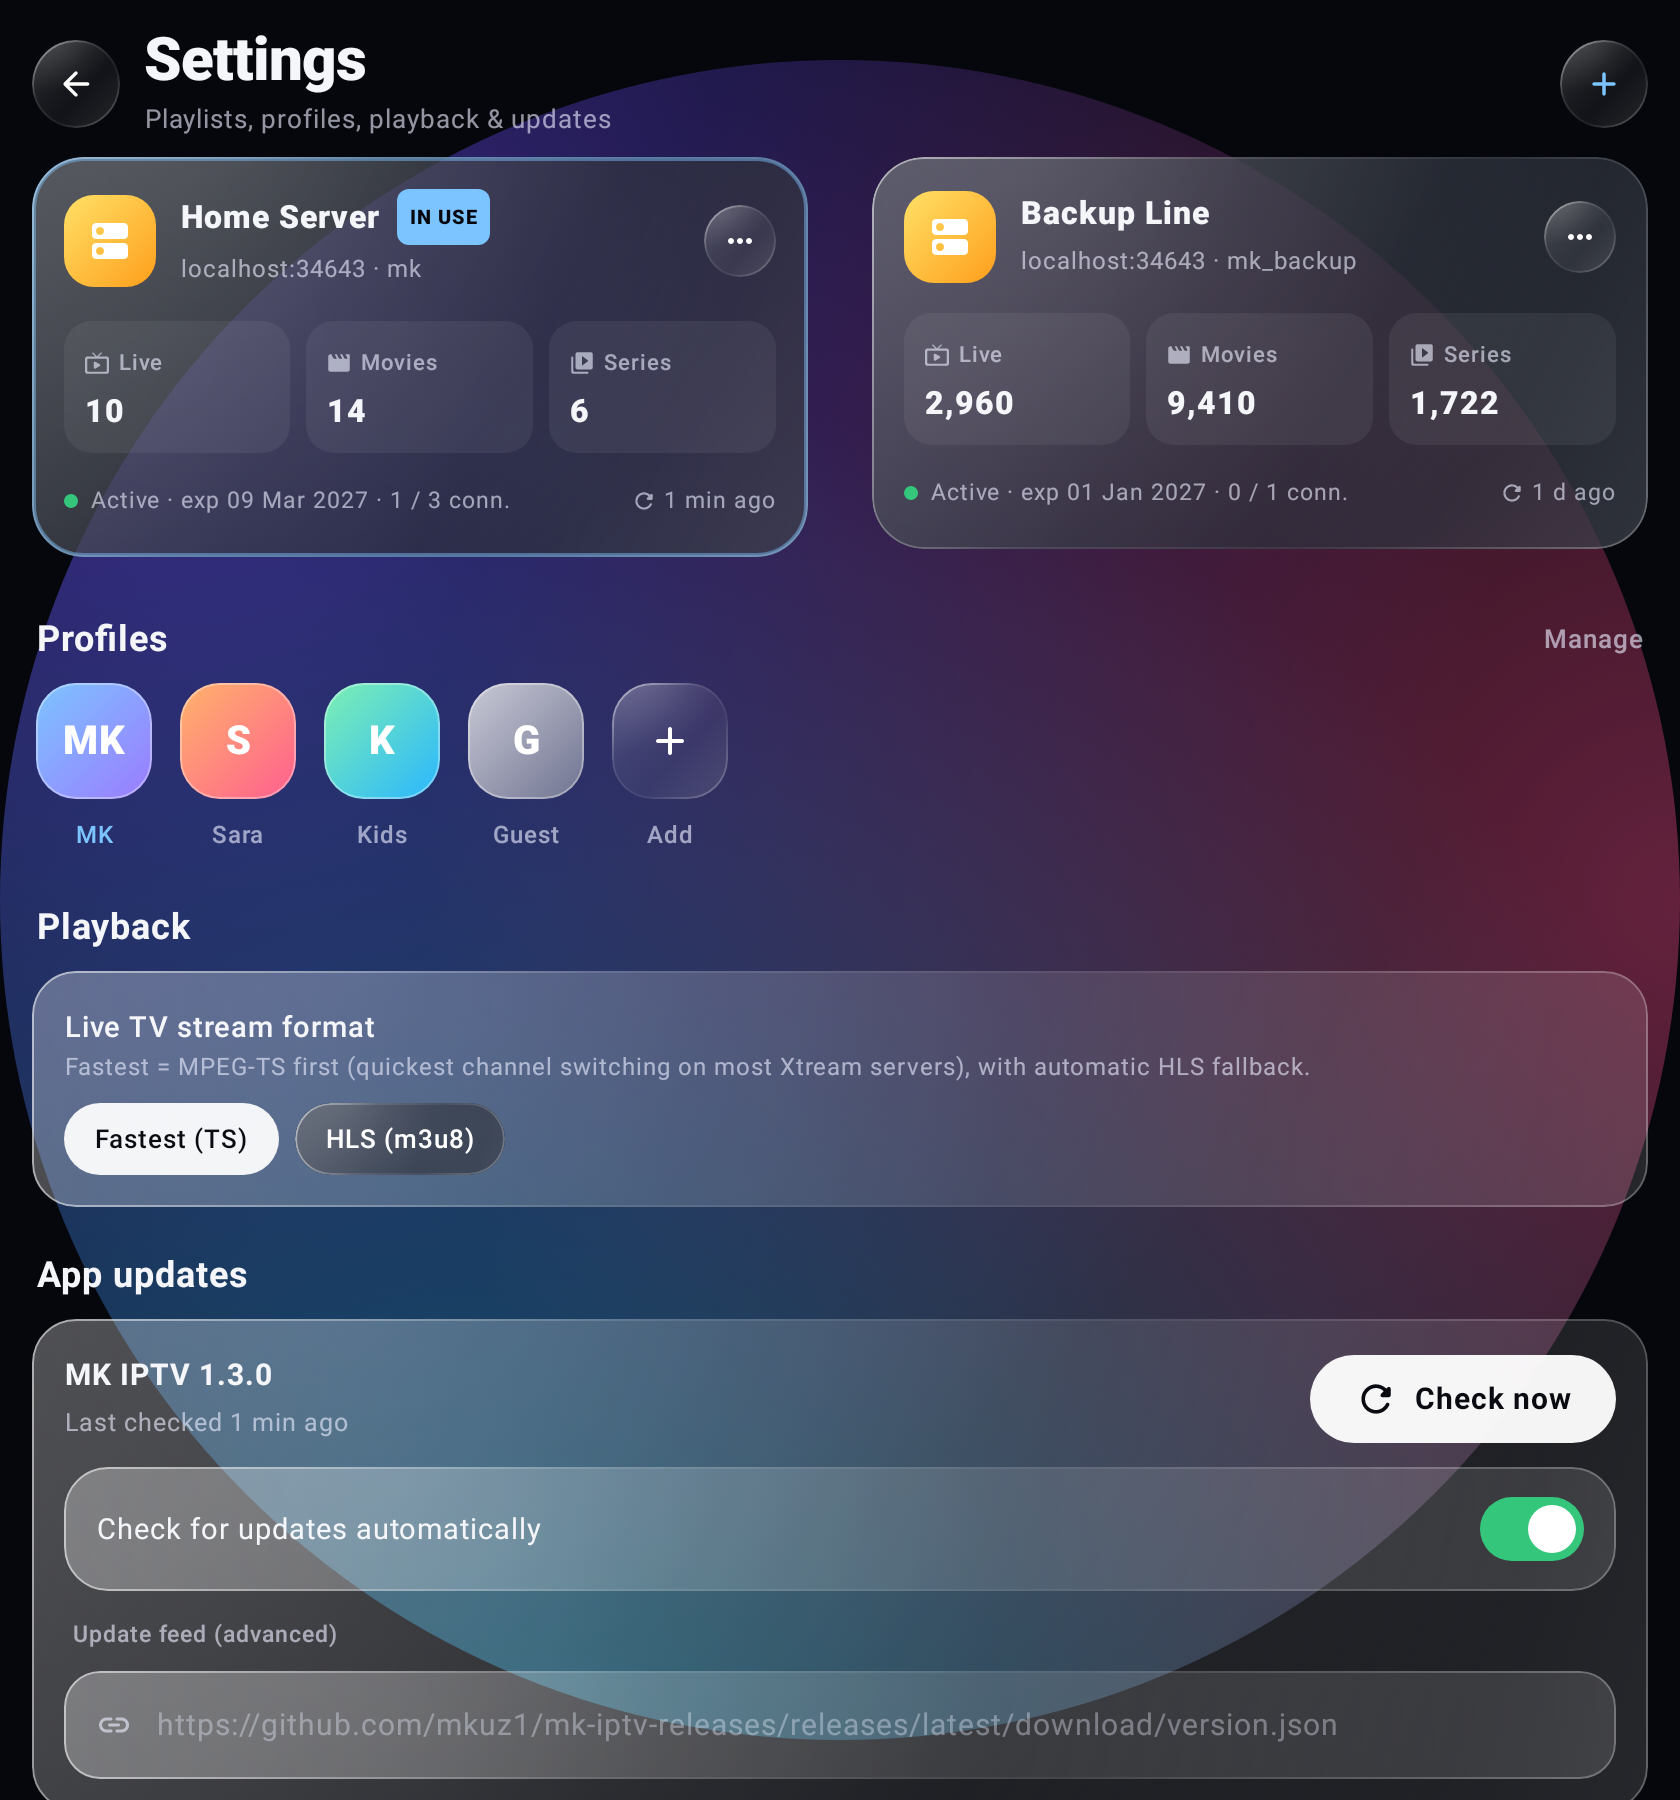 Settings
Playlists, profiles, playback & updates
Home Server IN USE
localhost:34643 · mk
Live
10
Movies
14
Series
6
Active · exp 09 Mar 2027 · 1 / 3 conn.
1 min ago
Backup Line
localhost:34643 · mk_backup
Live
2,960
Movies
9,410
Series
1,722
Active · exp 01 Jan 2027 · 0 / 1 conn.
1 d ago
Profiles
Manage
MK
S
K
G
MK
Sara
Kids
Guest
Add
Playback
Live TV stream format
Fastest = MPEG-TS first (quickest channel switching on most Xtream servers), with automatic HLS fallback.
Fastest (TS)
HLS (m3u8)
App updates
MK IPTV 1.3.0
Last checked 1 min ago
Check now
Check for updates automatically
Update feed (advanced)
https://github.com/mkuz1/mk-iptv-releases/releases/latest/download/version.json